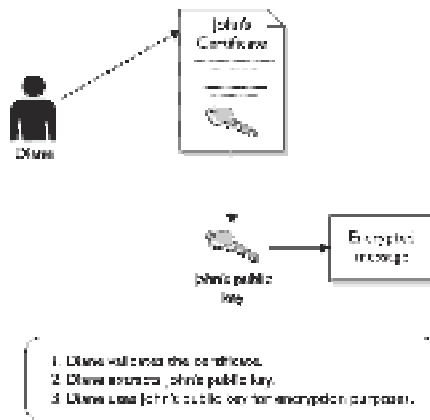 John's
Certificate
Diane
Encrypted
message
John's public
key
1. Diane validates the certificate.
2. Diane extracts John's public key.
3. Diane uses John's public key for encryption purposes.